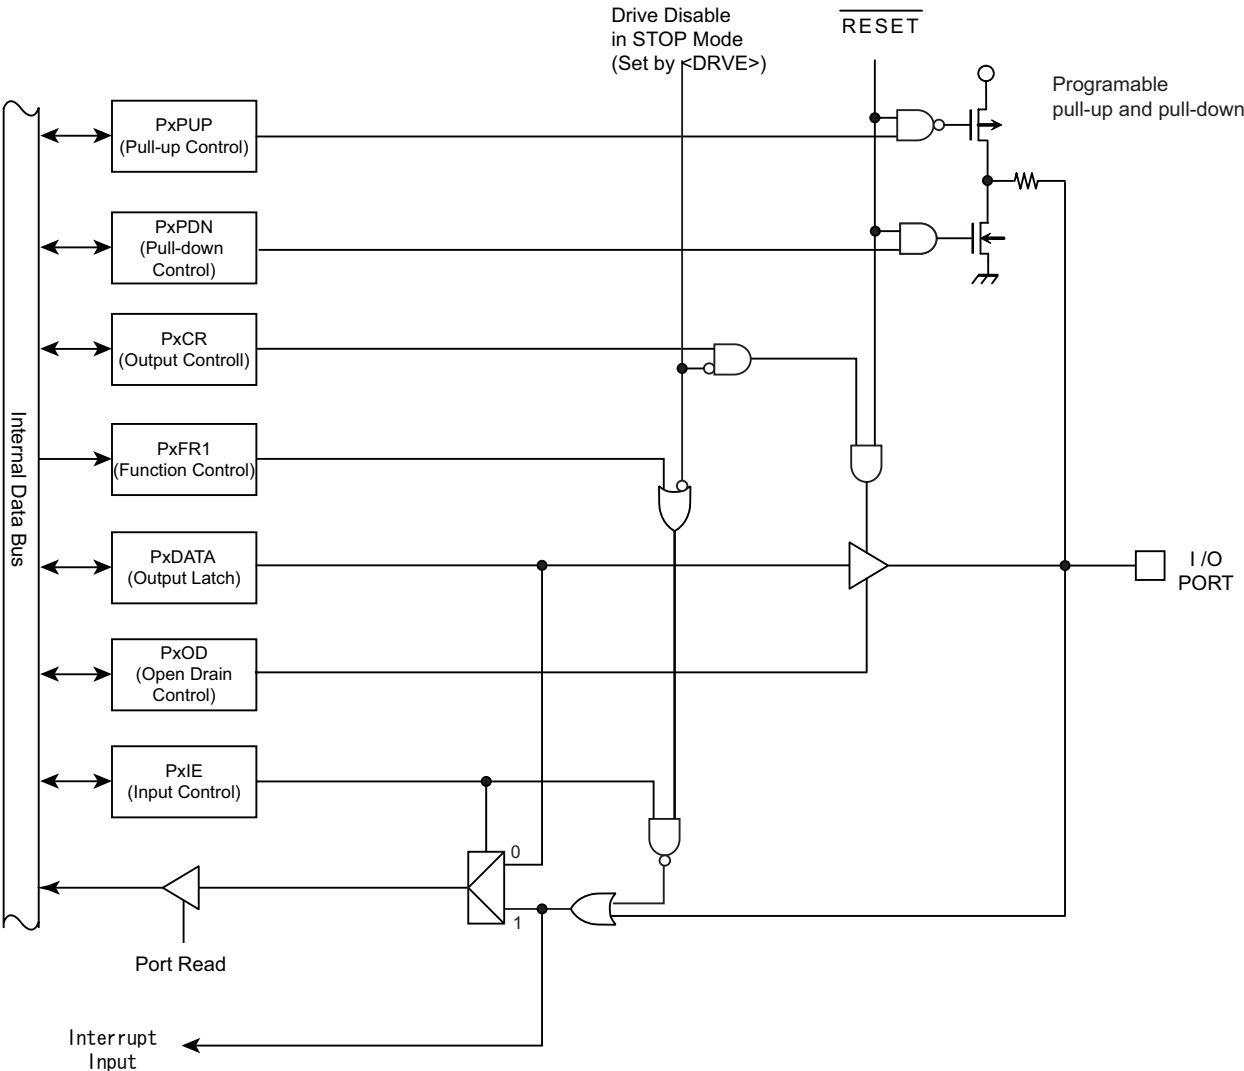 Drive Disable
in STOP Mode
(Set by <DRVE>)
RESET
Programable
pull-up and pull-down
PxPUP
(Pull-up Control)
PxPDN
(Pull-down
Control)
PxCR
(Output Controll)
PxFR1
(Function Control)
Internal Data Bus
PxDATA
(Output Latch)
I /O
PORT
PxOD
(Open Drain
Control)
PxIE
(Input Control)
0
1
Port Read
Interrupt
Input